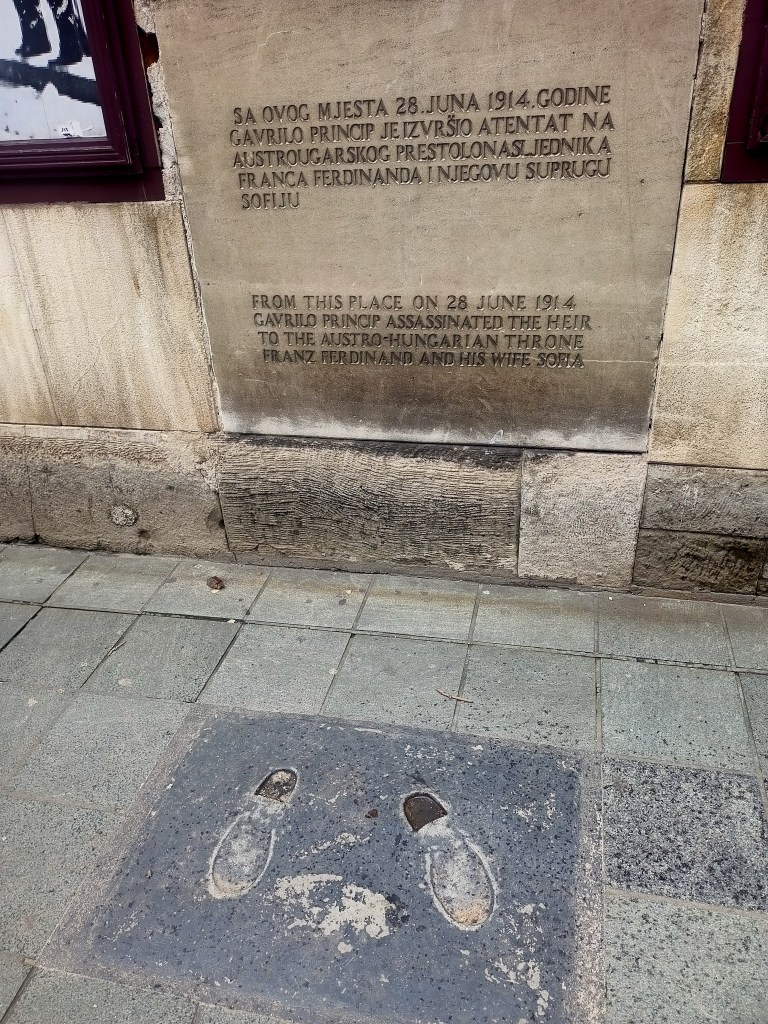 SA OVOG MJESTA 28. JUNA 1914. GODINE
GAVRILO PRINCIP JE IZVRŠIO ATENTAT NA
AUSTROUGARSKOG PRESTOLONASLJEDNIKA
FRANCA FERDINANDA I NJEGOVU SUPRUGU
SOFIJU
FROM THIS PLACE ON 28 JUNE 1914
GAVRILO PRINCIP ASSASSINATED THE HEIR
TO THE AUSTRO-HUNGARIAN THRONE
FRANZ FERDINAND AND HIS WIFE SOFIA